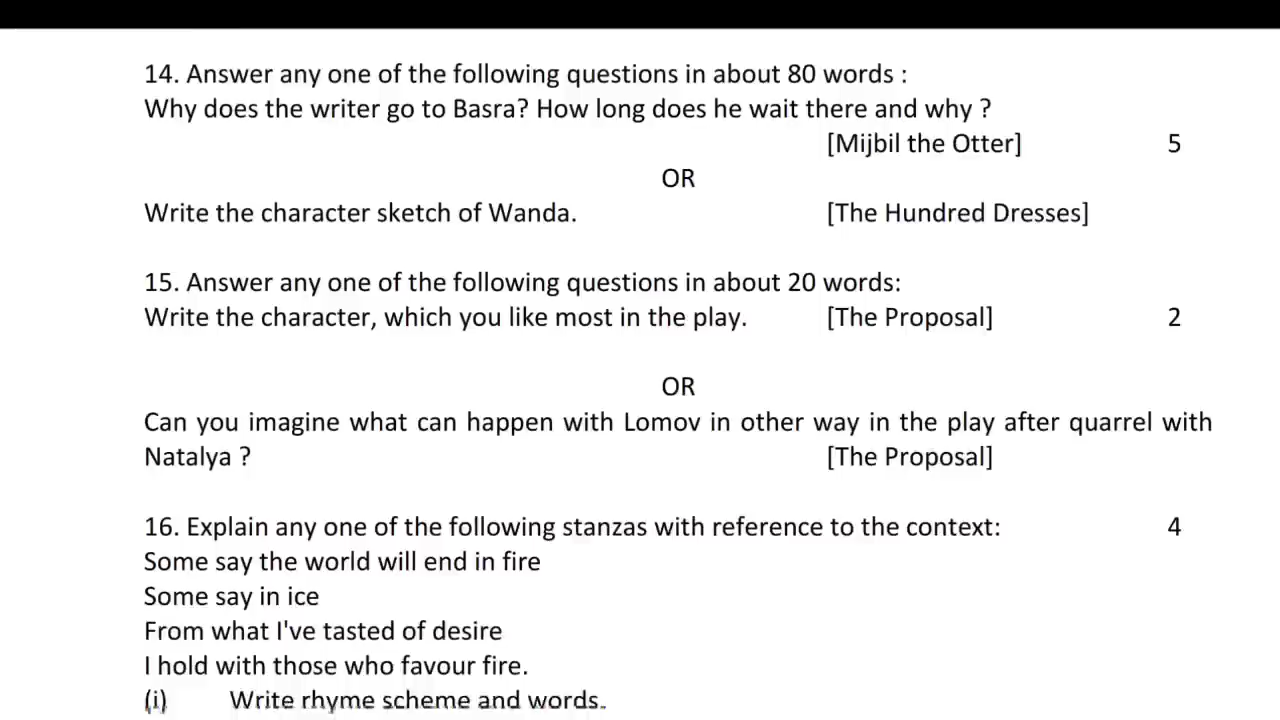 14. Answer any one of the following questions in about 80 words :
Why does the writer go to Basra? How long does he wait there and why ?
[Mijbil the Otter] 5
OR
Write the character sketch of Wanda. [The Hundred Dresses]
15. Answer any one of the following questions in about 20 words:
Write the character, which you like most in the play. [The Proposal] 2
OR
Can you imagine what can happen with Lomov in other way in the play after quarrel with
Natalya ? [The Proposal]
16. Explain any one of the following stanzas with reference to the context: 4
Some say the world will end in fire
Some say in ice
From what I've tasted of desire
I hold with those who favour fire.
(i) Write rhyme scheme and words.